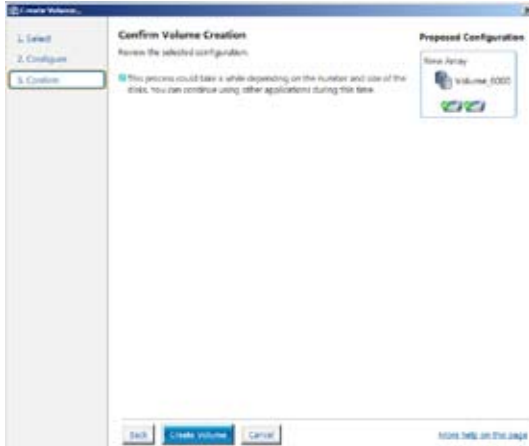 Create Volume...
1. Select
2. Configure
3. Confirm
Confirm Volume Creation
Review the selected configuration.
This process could take a while depending on the number and size of the
disks. You can continue using other applications during this time.
Proposed Configuration
New Array
Volume_0000
Back
Create Volume
Cancel
More help on this page